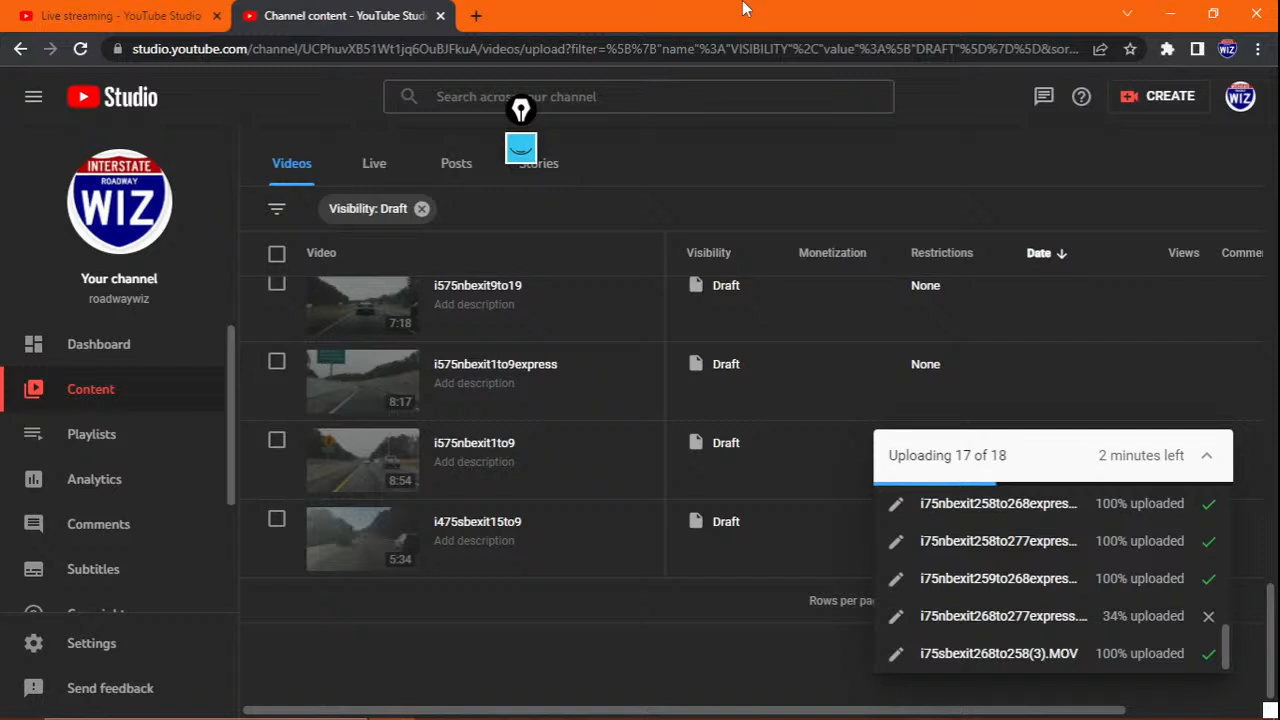 Live streaming - YouTube Studio
Channel content - YouTube Studi
studio.youtube.com/channel/UCPhuvXB51Wt1jq6OuBJFkuA/videos/upload?filter=%5B%7B"name"%3A"VISIBILITY"%2C"value"%3A%5B"DRAFT"%5D%7D%5D&sor...
Studio
Search across your channel
CREATE
WIZ
INTERSTATE
ROADWAY
WIZ
Your channel
roadwaywiz
Dashboard
Content
Playlists
Analytics
Comments
Subtitles
Settings
Send feedback
Videos
Live
Posts
Stories
Visibility: Draft
Video
Visibility
Monetization
Restrictions
Date
Views
Comme
i575nbexit9to19
Add description
7:18
Draft
None
i575nbexit1to9express
Add description
8:17
Draft
None
i575nbexit1to9
Add description
8:54
Draft
i475sbexit15to9
Add description
5:34
Draft
Rows per pa
Uploading 17 of 18
2 minutes left
i75nbexit258to268expres... 100% uploaded
i75nbexit258to277expres... 100% uploaded
i75nbexit259to268expres... 100% uploaded
i75nbexit268to277express.... 34% uploaded
i75sbexit268to258(3).MOV 100% uploaded